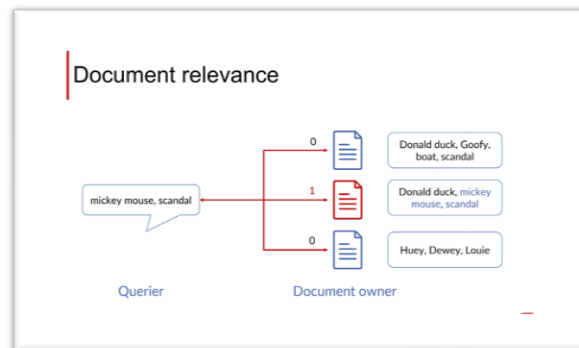 Document relevance
0
Donald duck, Goofy,
boat, scandal
mickey mouse, scandal
1
Donald duck, mickey
mouse, scandal
0
Huey, Dewey, Louie
Querier
Document owner